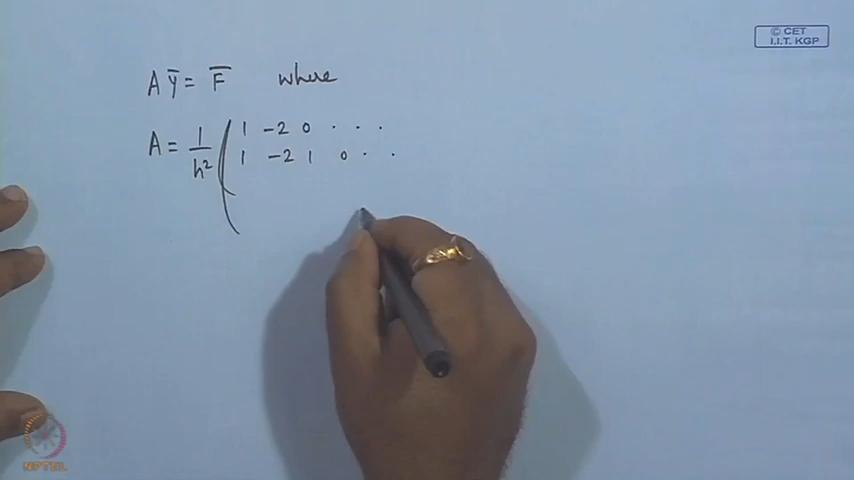 © CET
I.I.T. KGP
A Ȳ = F̅ where
A = 1/h² ( 1 -2 0 . . .
1 -2 1 0 . .
NPTEL